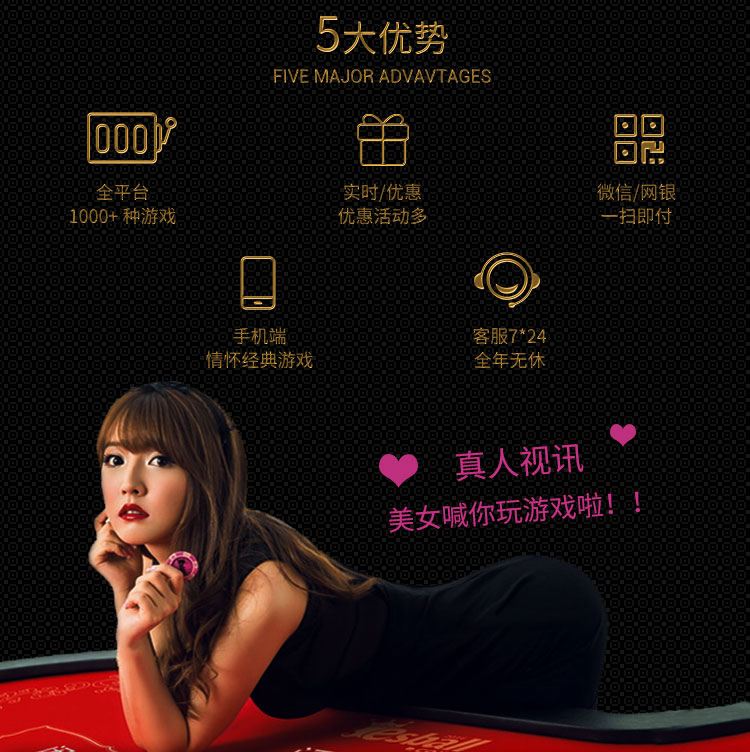 5大优势
FIVE MAJOR ADVAVTAGES
全平台
1000+ 种游戏
实时/优惠
优惠活动多
微信/网银
一扫即付
手机端
情怀经典游戏
客服7*24
全年无休
真人视讯
美女喊你玩游戏啦！！